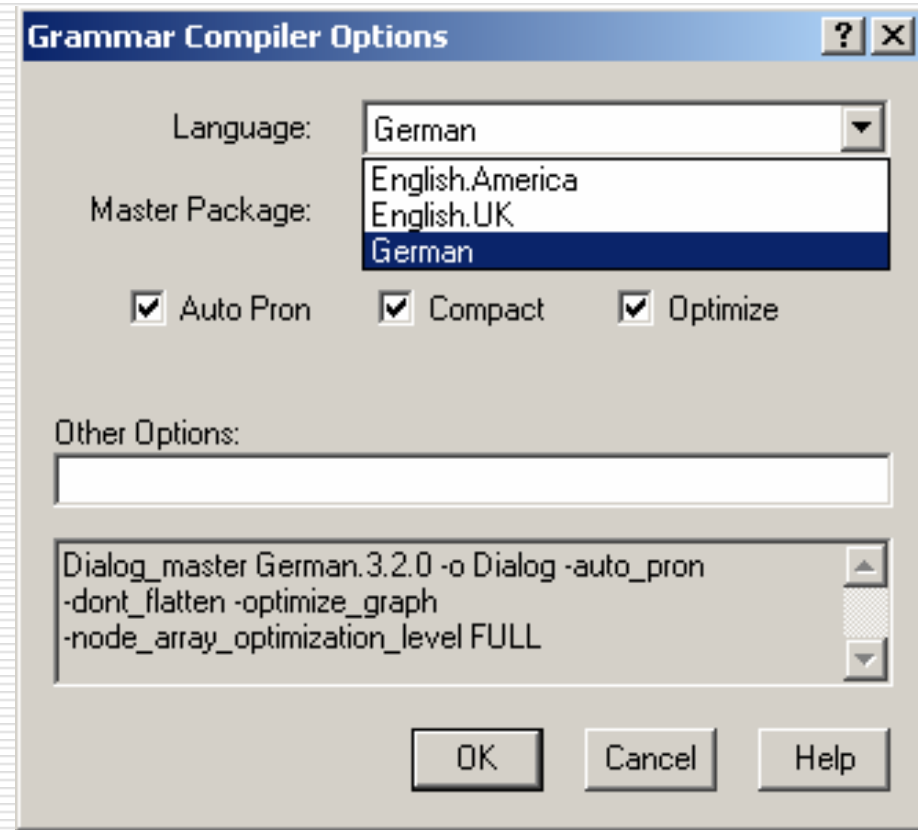 Grammar Compiler Options
Language: German
English.America
Master Package: English.UK
German
Auto Pron Compact Optimize
Other Options:
Dialog_master German.3.2.0 -o Dialog -auto_pron
-dont_flatten -optimize_graph
-node_array_optimization_level FULL
OK Cancel Help